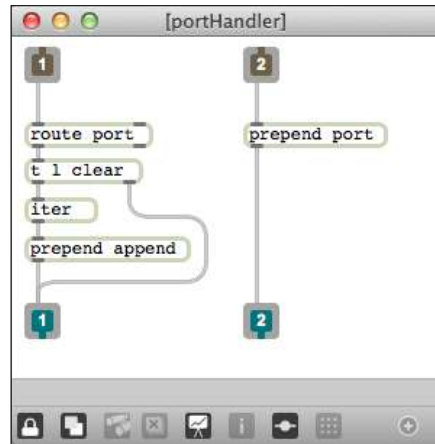 [portHandler]
1
2
route port
prepend port
t l clear
iter
prepend append
1
2